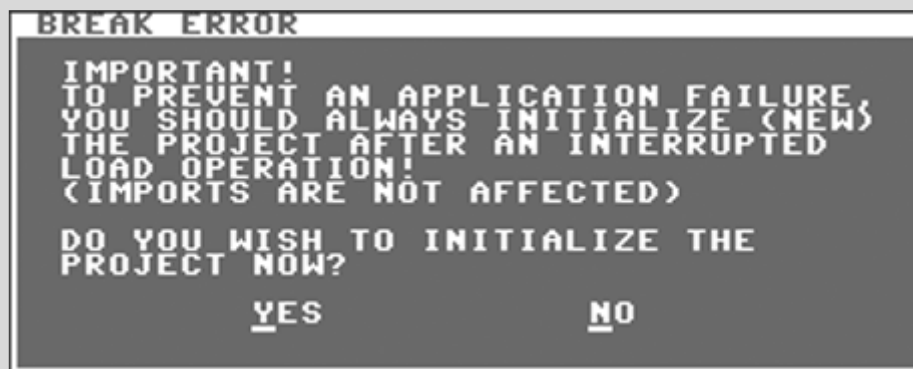 BREAK ERROR
IMPORTANT!
TO PREVENT AN APPLICATION FAILURE,
YOU SHOULD ALWAYS INITIALIZE (NEW)
THE PROJECT AFTER AN INTERRUPTED
LOAD OPERATION!
(IMPORTS ARE NOT AFFECTED)
DO YOU WISH TO INITIALIZE THE
PROJECT NOW?
YES NO